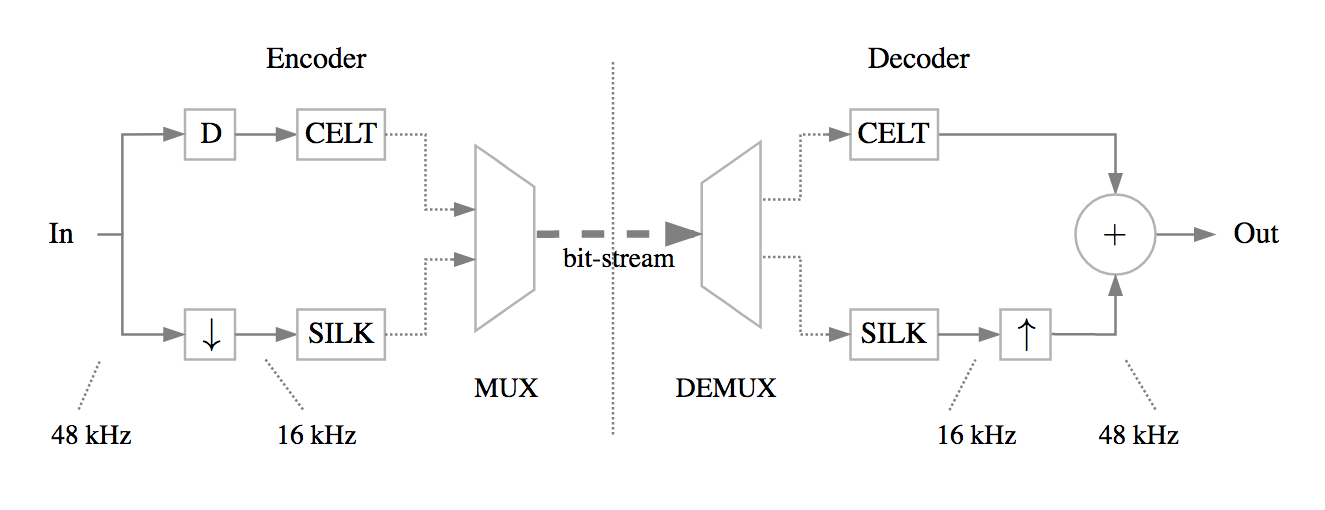 Encoder
Decoder
D
CELT
CELT
In
bit-stream
+
Out
↓
SILK
SILK
↑
MUX
DEMUX
48 kHz
16 kHz
16 kHz
48 kHz